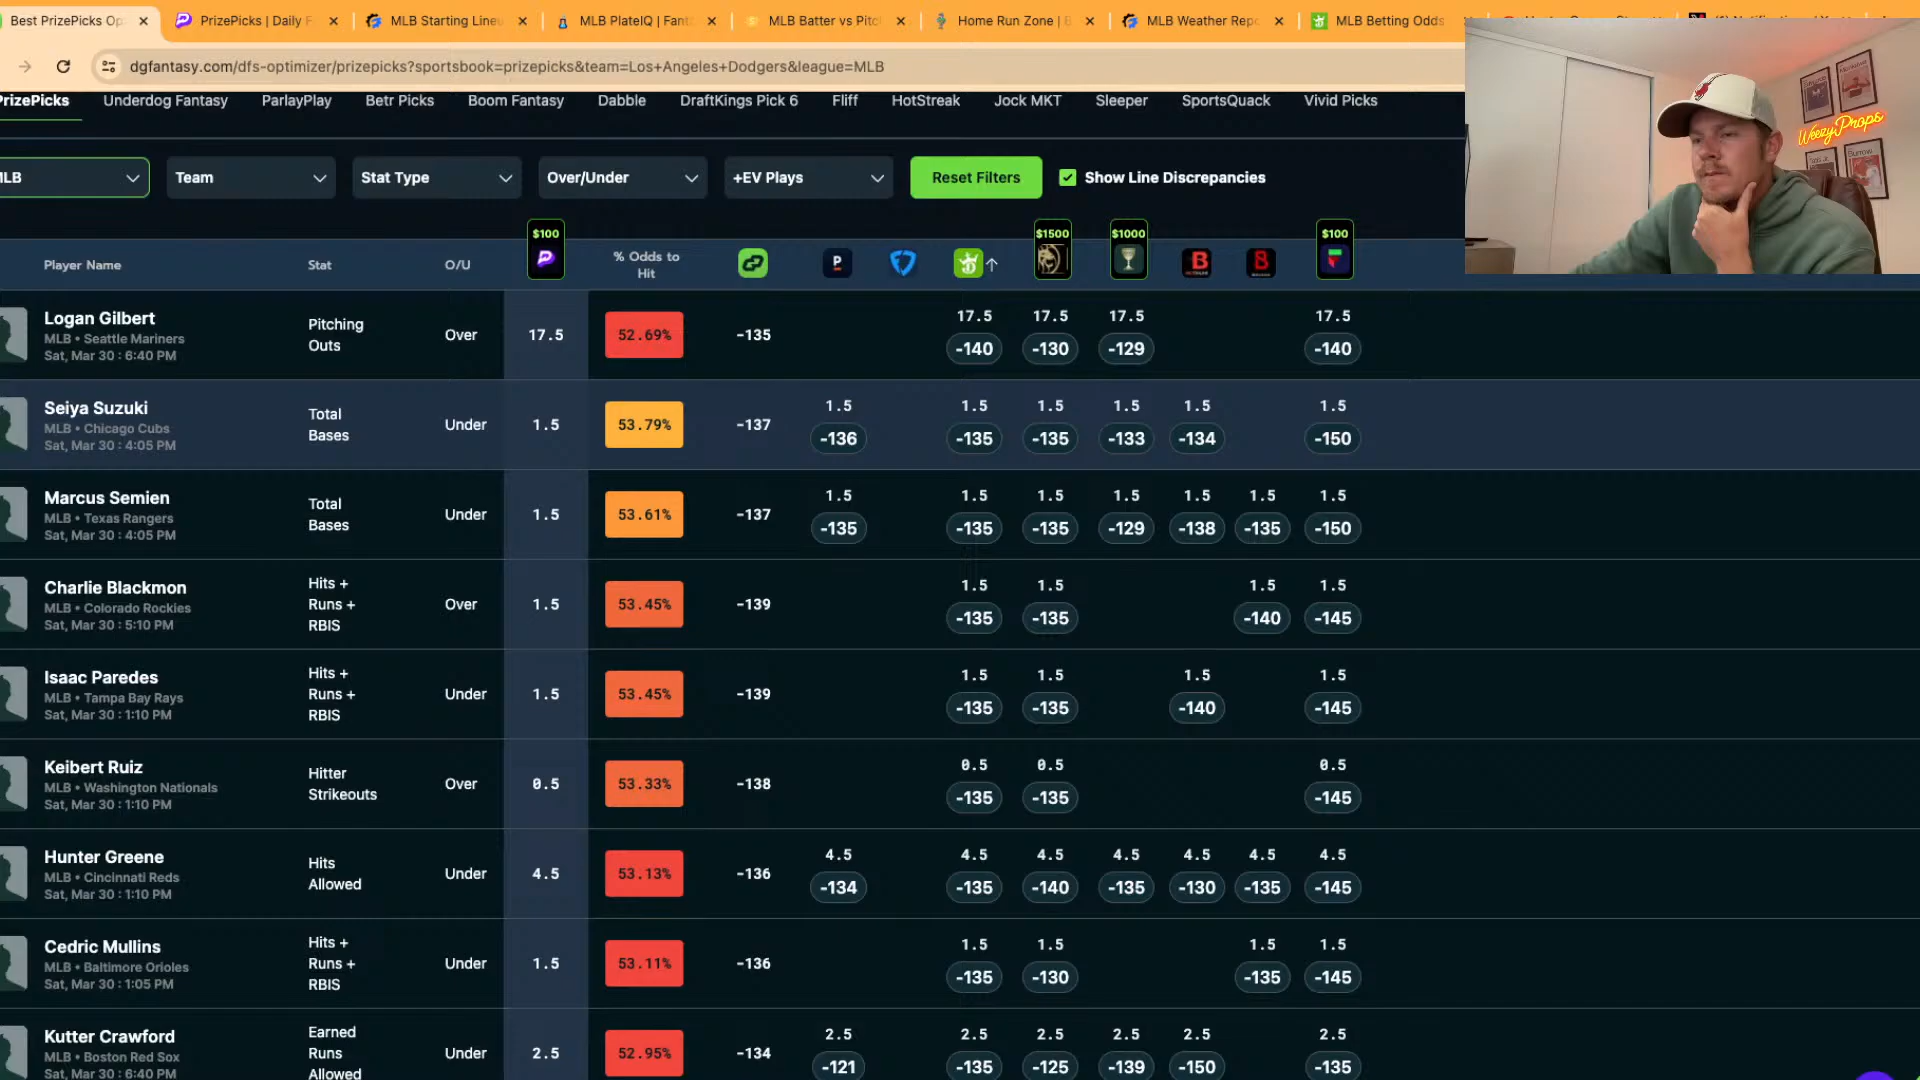 Best PrizePicks Op
PrizePicks | Daily F
MLB Starting Lineu
MLB PlateIQ | Fant
MLB Batter vs Pitch
Home Run Zone |
MLB Weather Repo
MLB Betting Odds
dgfantasy.com/dfs-optimizer/prizepicks?sportsbook=prizepicks&team=Los+Angeles+Dodgers&league=MLB
PrizePicks
Underdog Fantasy
ParlayPlay
Betr Picks
Boom Fantasy
Dabble
DraftKings Pick 6
Fliff
HotStreak
Jock MKT
Sleeper
SportsQuack
Vivid Picks
WeezyProps
MLB
Team
Stat Type
Over/Under
+EV Plays
Reset Filters
Show Line Discrepancies
Player Name
Stat
O/U
$100
% Odds to
Hit
$1500
$1000
$100
Logan Gilbert
MLB • Seattle Mariners
Sat, Mar 30 : 6:40 PM
Pitching
Outs
Over
17.5
52.69%
-135
17.5 17.5 17.5 17.5
-140 -130 -129 -140
Seiya Suzuki
MLB • Chicago Cubs
Sat, Mar 30 : 4:05 PM
Total
Bases
Under
1.5
53.79%
-137
1.5 1.5 1.5 1.5 1.5 1.5
-136 -135 -135 -133 -134 -150
Marcus Semien
MLB • Texas Rangers
Sat, Mar 30 : 4:05 PM
Total
Bases
Under
1.5
53.61%
-137
1.5 1.5 1.5 1.5 1.5 1.5 1.5
-135 -135 -135 -129 -138 -135 -150
Charlie Blackmon
MLB • Colorado Rockies
Sat, Mar 30 : 5:10 PM
Hits +
Runs +
RBIS
Over
1.5
53.45%
-139
1.5 1.5 1.5 1.5
-135 -135 -140 -145
Isaac Paredes
MLB • Tampa Bay Rays
Sat, Mar 30 : 1:10 PM
Hits +
Runs +
RBIS
Under
1.5
53.45%
-139
1.5 1.5 1.5 1.5
-135 -135 -140 -145
Keibert Ruiz
MLB • Washington Nationals
Sat, Mar 30 : 1:10 PM
Hitter
Strikeouts
Over
0.5
53.33%
-138
0.5 0.5 0.5
-135 -135 -145
Hunter Greene
MLB • Cincinnati Reds
Sat, Mar 30 : 1:10 PM
Hits
Allowed
Under
4.5
53.13%
-136
4.5 4.5 4.5 4.5 4.5 4.5 4.5
-134 -135 -140 -135 -130 -135 -145
Cedric Mullins
MLB • Baltimore Orioles
Sat, Mar 30 : 1:05 PM
Hits +
Runs +
RBIS
Under
1.5
53.11%
-136
1.5 1.5 1.5 1.5
-135 -130 -135 -145
Kutter Crawford
MLB • Boston Red Sox
Sat, Mar 30 : 6:40 PM
Earned
Runs
Allowed
Under
2.5
52.95%
-134
2.5 2.5 2.5 2.5 2.5 2.5
-121 -135 -125 -139 -150 -135